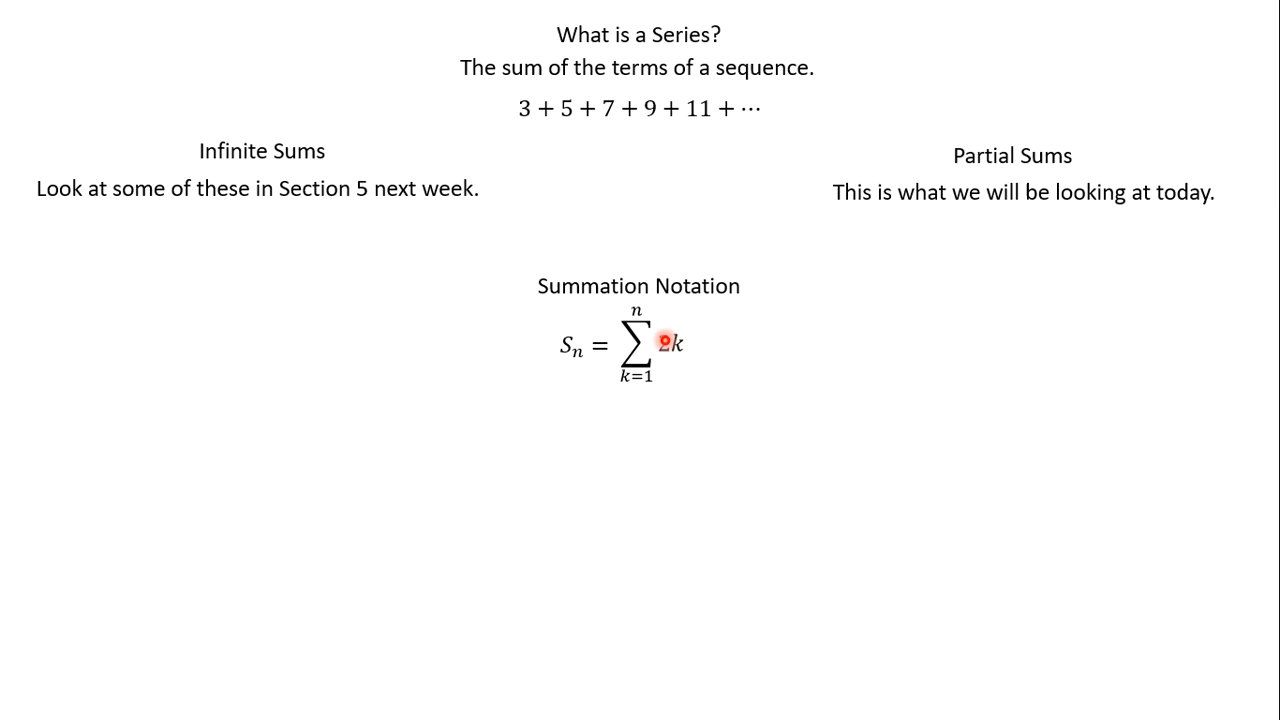 What is a Series?
The sum of the terms of a sequence.
3 + 5 + 7 + 9 + 11 + ⋯
Infinite Sums
Look at some of these in Section 5 next week.
Partial Sums
This is what we will be looking at today.
Summation Notation
n
Sₙ = ∑ 2k
k=1